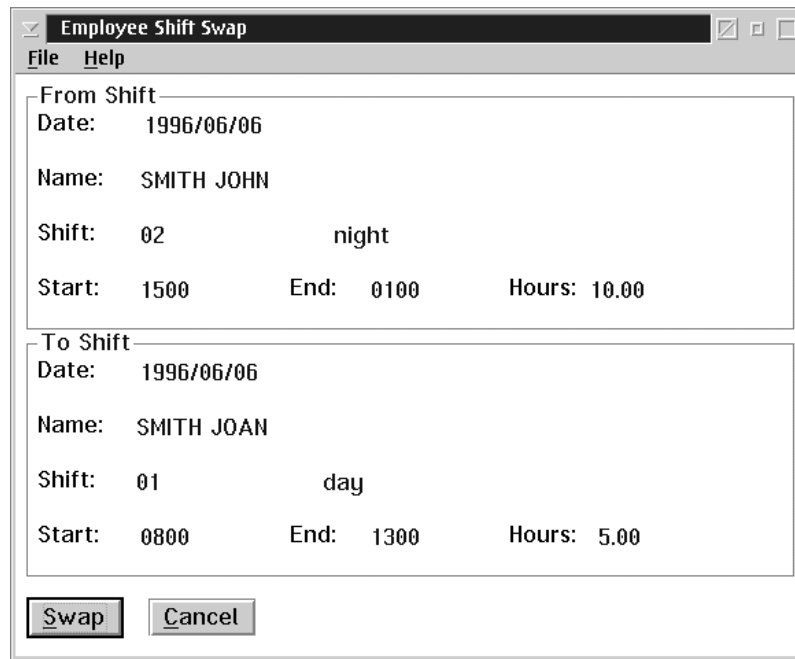 Employee Shift Swap
File Help
From Shift
Date: 1996/06/06
Name: SMITH JOHN
Shift: 02 night
Start: 1500 End: 0100 Hours: 10.00
To Shift
Date: 1996/06/06
Name: SMITH JOAN
Shift: 01 day
Start: 0800 End: 1300 Hours: 5.00
Swap Cancel